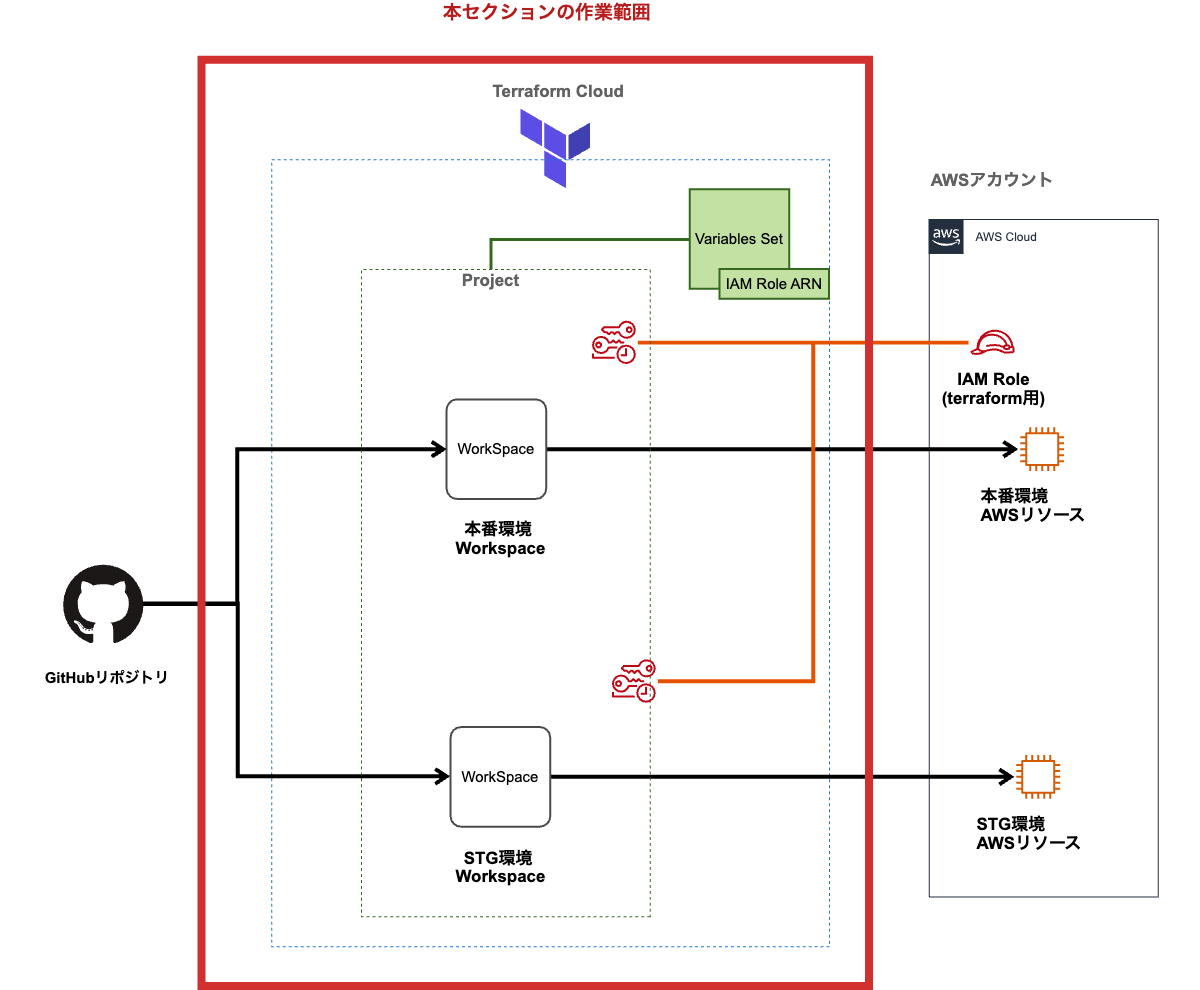 本セクションの作業範囲
Terraform Cloud
AWSアカウント
Variables Set
aws
AWS Cloud
Project
IAM Role ARN
IAM Role
(terraform用)
WorkSpace
本番環境
AWSリソース
本番環境
Workspace
GitHubリポジトリ
WorkSpace
STG環境
AWSリソース
STG環境
Workspace